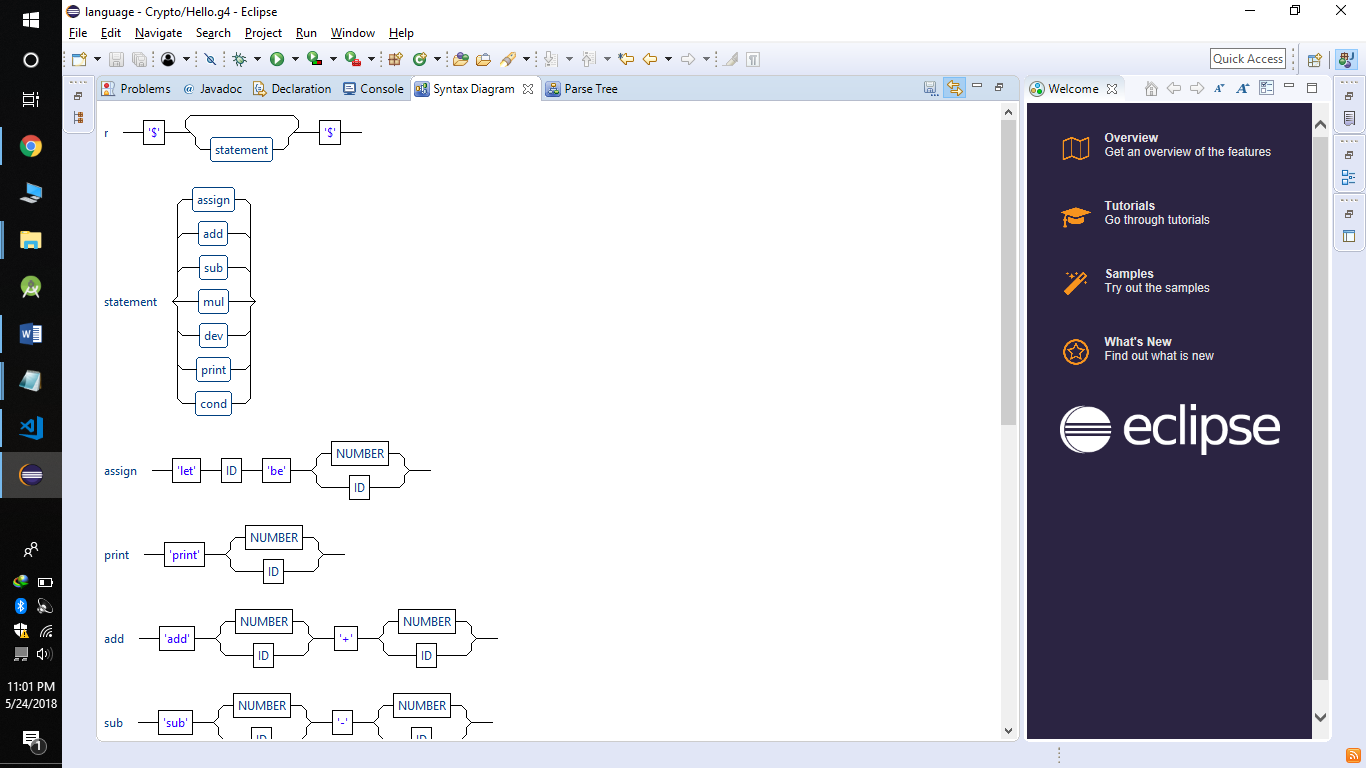 language - Crypto/Hello.g4 - Eclipse
File Edit Navigate Search Project Run Window Help
Quick Access
Problems @ Javadoc Declaration Console Syntax Diagram Parse Tree
Welcome
r '$' statement '$'
statement
assign
add
sub
mul
dev
print
cond
assign 'let' ID 'be' NUMBER
ID
print 'print' NUMBER
ID
add 'add' NUMBER '+' NUMBER
ID ID
sub 'sub' NUMBER '-' NUMBER
ID ID
Overview
Get an overview of the features
Tutorials
Go through tutorials
Samples
Try out the samples
What's New
Find out what is new
eclipse
11:01 PM
5/24/2018
1